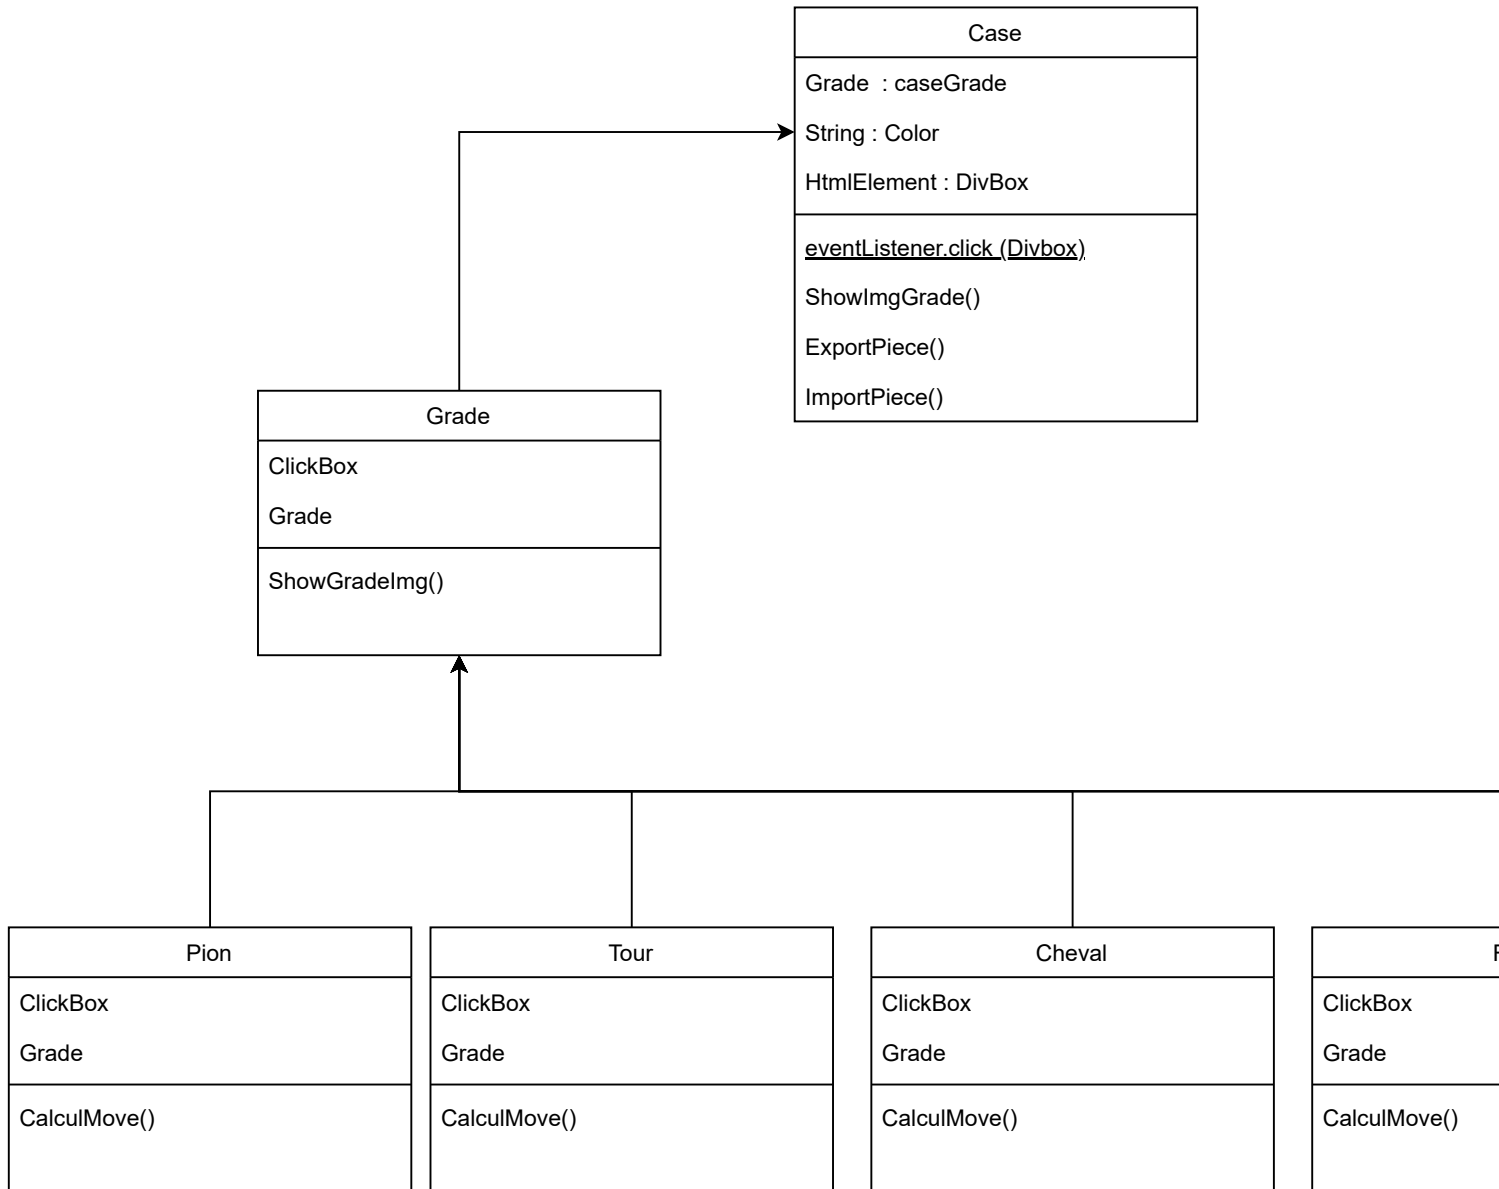 Case
Grade  : caseGrade
String : Color
HtmlElement : DivBox
eventListener.click (Divbox)
ShowImgGrade()
ExportPiece()
ImportPiece()
Grade
ClickBox
Grade
ShowGradeImg()
Pion
ClickBox
Grade
CalculMove()
Tour
ClickBox
Grade
CalculMove()
Cheval
ClickBox
Grade
CalculMove()
ClickBox
Grade
CalculMove()